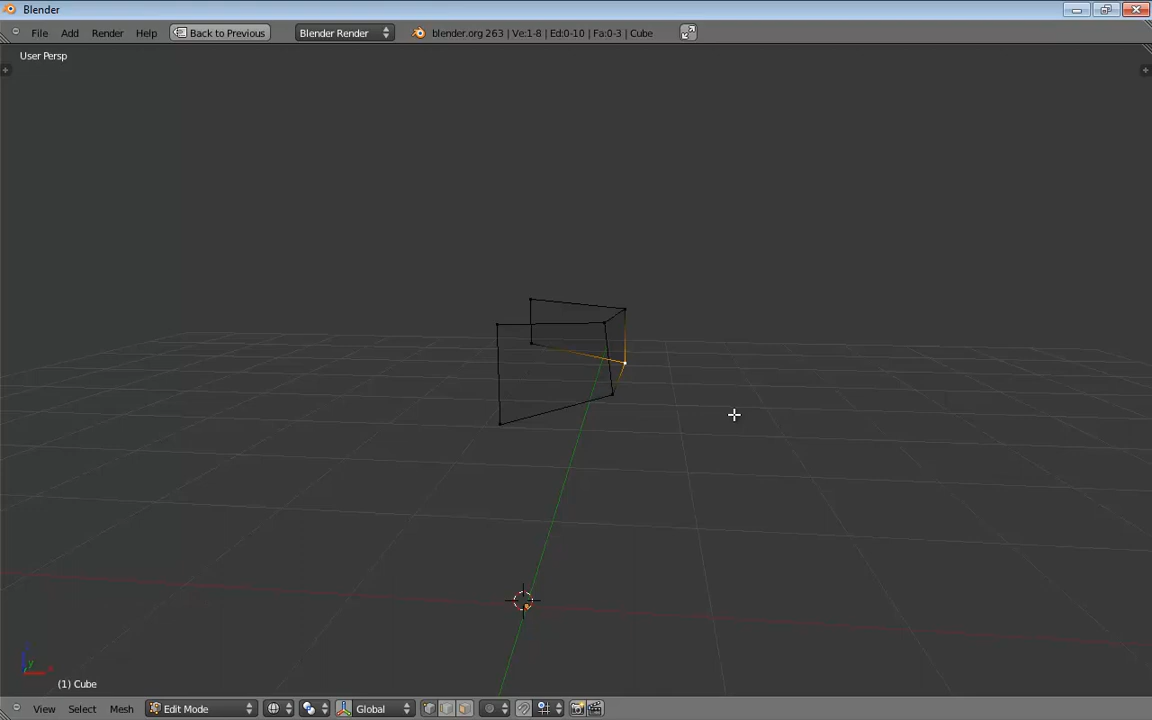 Blender
File Add Render Help Back to Previous Blender Render blender.org 263 | Ve:1-8 | Ed:0-10 | Fa:0-3 | Cube
User Persp
(1) Cube
View Select Mesh Edit Mode Global